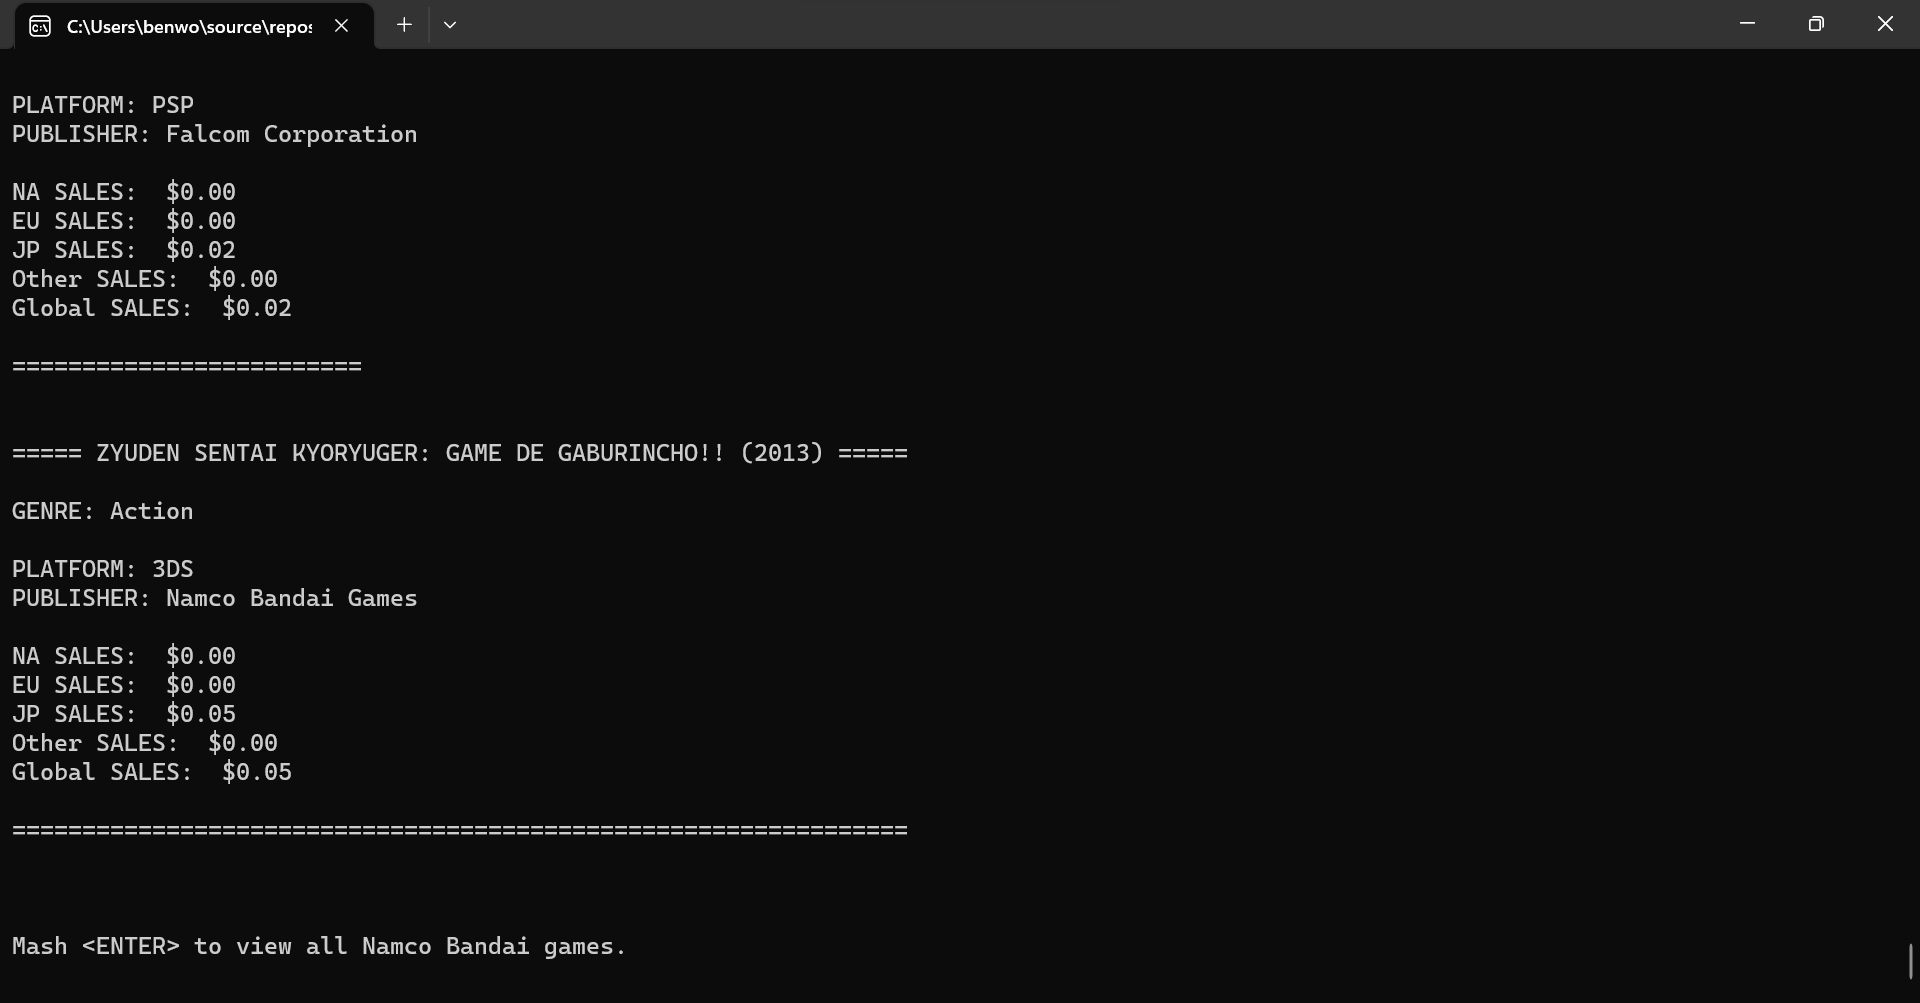 C:\Users\benwo\source\repos
PLATFORM: PSP
PUBLISHER: Falcom Corporation
NA SALES:  $0.00
EU SALES:  $0.00
JP SALES:  $0.02
Other SALES:  $0.00
Global SALES:  $0.02
=========================
===== ZYUDEN SENTAI KYORYUGER: GAME DE GABURINCHO!! (2013) =====
GENRE: Action
PLATFORM: 3DS
PUBLISHER: Namco Bandai Games
NA SALES:  $0.00
EU SALES:  $0.00
JP SALES:  $0.05
Other SALES:  $0.00
Global SALES:  $0.05
================================================================
Mash <ENTER> to view all Namco Bandai games.